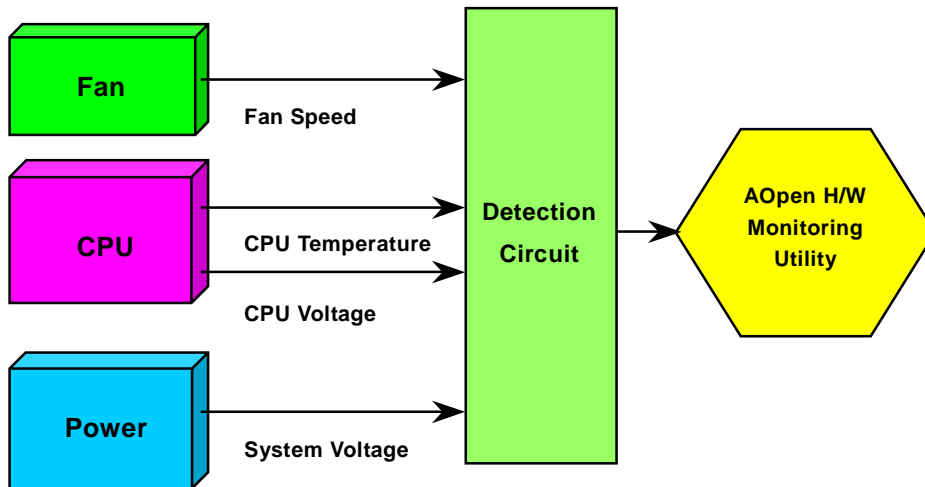 Fan
Fan Speed
CPU
CPU Temperature
CPU Voltage
Power
System Voltage
Detection
Circuit
AOpen H/W
Monitoring
Utility